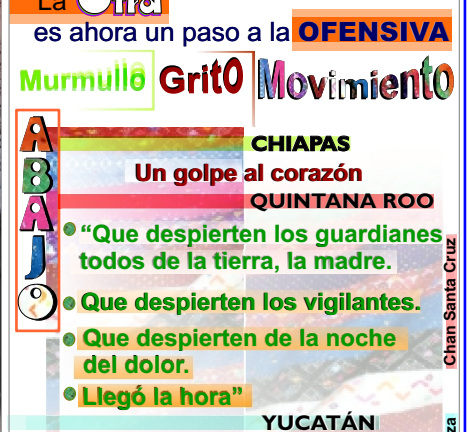 La Otra
es ahora un paso a la OFENSIVA
Murmullo Grito Movimiento
ABAJO
CHIAPAS
Un golpe al corazón
QUINTANA ROO
“Que despierten los guardianes
todos de la tierra, la madre.
Que despierten los vigilantes.
Que despierten de la noche
del dolor.
Llegó la hora”
Chan Santa Cruz
YUCATÁN